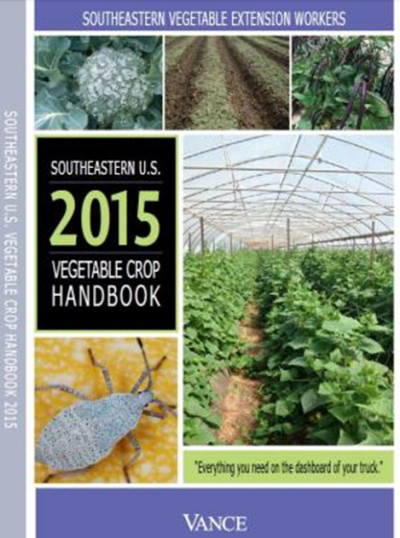 SOUTHEASTERN VEGETABLE EXTENSION WORKERS
SOUTHEASTERN U.S. VEGETABLE CROP HANDBOOK 2015
SOUTHEASTERN U.S.
2015
VEGETABLE CROP
HANDBOOK
"Everything you need on the dashboard of your truck."
VANCE